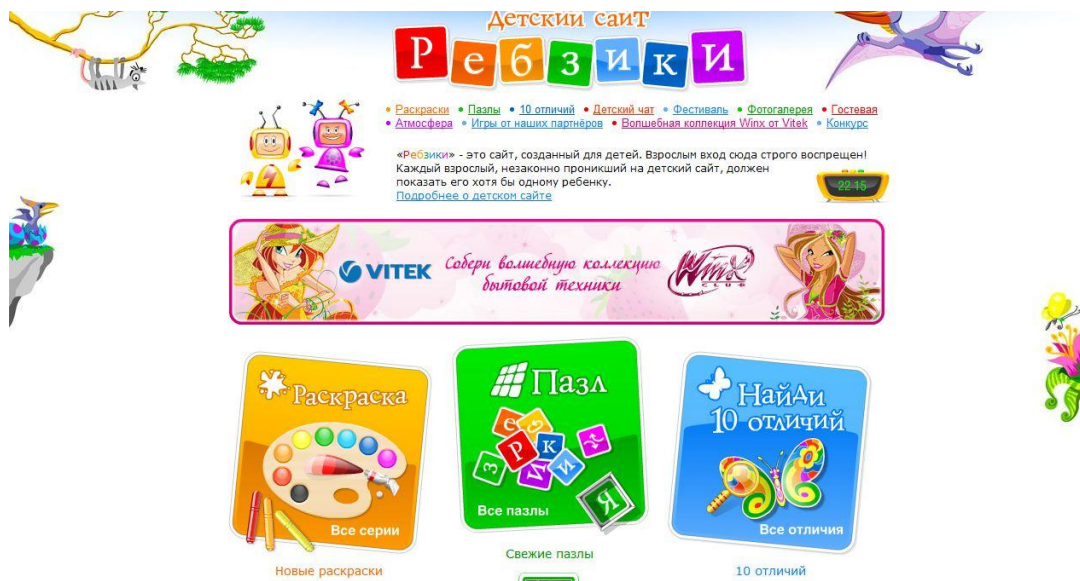 Детский сайт
Ребзики
Раскраски • Пазлы • 10 отличий • Детский чат • Фестиваль • Фотогалерея • Гостевая
• Атмосфера • Игры от наших партнёров • Волшебная коллекция Winx от Vitek • Конкурс
«Ребзики» - это сайт, созданный для детей. Взрослым вход сюда строго воспрещен!
Каждый взрослый, незаконно проникший на детский сайт, должен
показать его хотя бы одному ребенку.
Подробнее о детском сайте
22 15
VITEK
Собери волшебную коллекцию
бытовой техники
Winx
CLUB
Раскраска
Все серии
Новые раскраски
Пазл
е б
Р К
З И И
Я
Все пазлы
Свежие пазлы
Найди
10 отличий
Все отличия
10 отличий